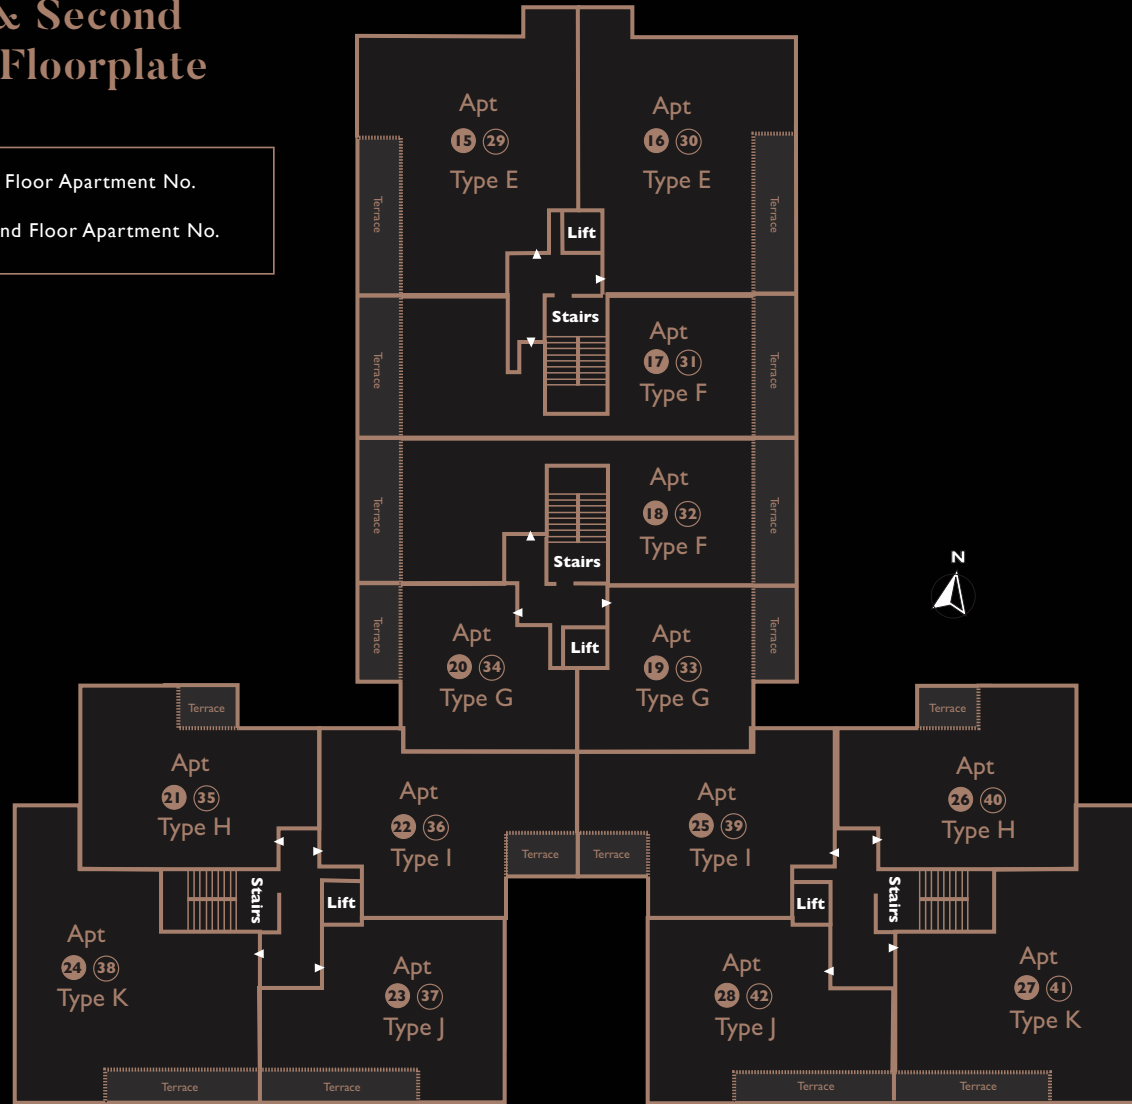 & Second
Floorplate
Floor Apartment No.
nd Floor Apartment No.
Apt
15 29
Type E
Apt
16 30
Type E
Terrace
Terrace
Lift
Stairs
Terrace
Apt
17 31
Type F
Terrace
Terrace
Apt
18 32
Type F
Terrace
Stairs
N
Terrace
Apt
20 34
Type G
Lift
Apt
19 33
Type G
Terrace
Terrace
Apt
21 35
Type H
Apt
22 36
Type I
Terrace
Terrace
Apt
25 39
Type I
Terrace
Apt
26 40
Type H
Stairs
Lift
Lift
Stairs
Apt
24 38
Type K
Apt
23 37
Type J
Apt
28 42
Type J
Apt
27 41
Type K
Terrace
Terrace
Terrace
Terrace